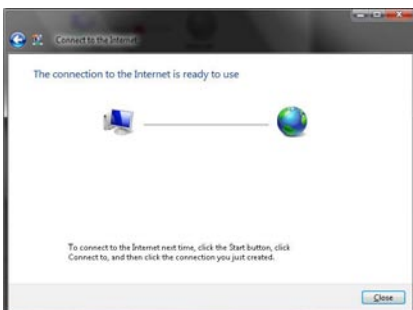 Connect to the Internet
The connection to the Internet is ready to use
To connect to the Internet next time, click the Start button, click
Connect to, and then click the connection you just created.
Close